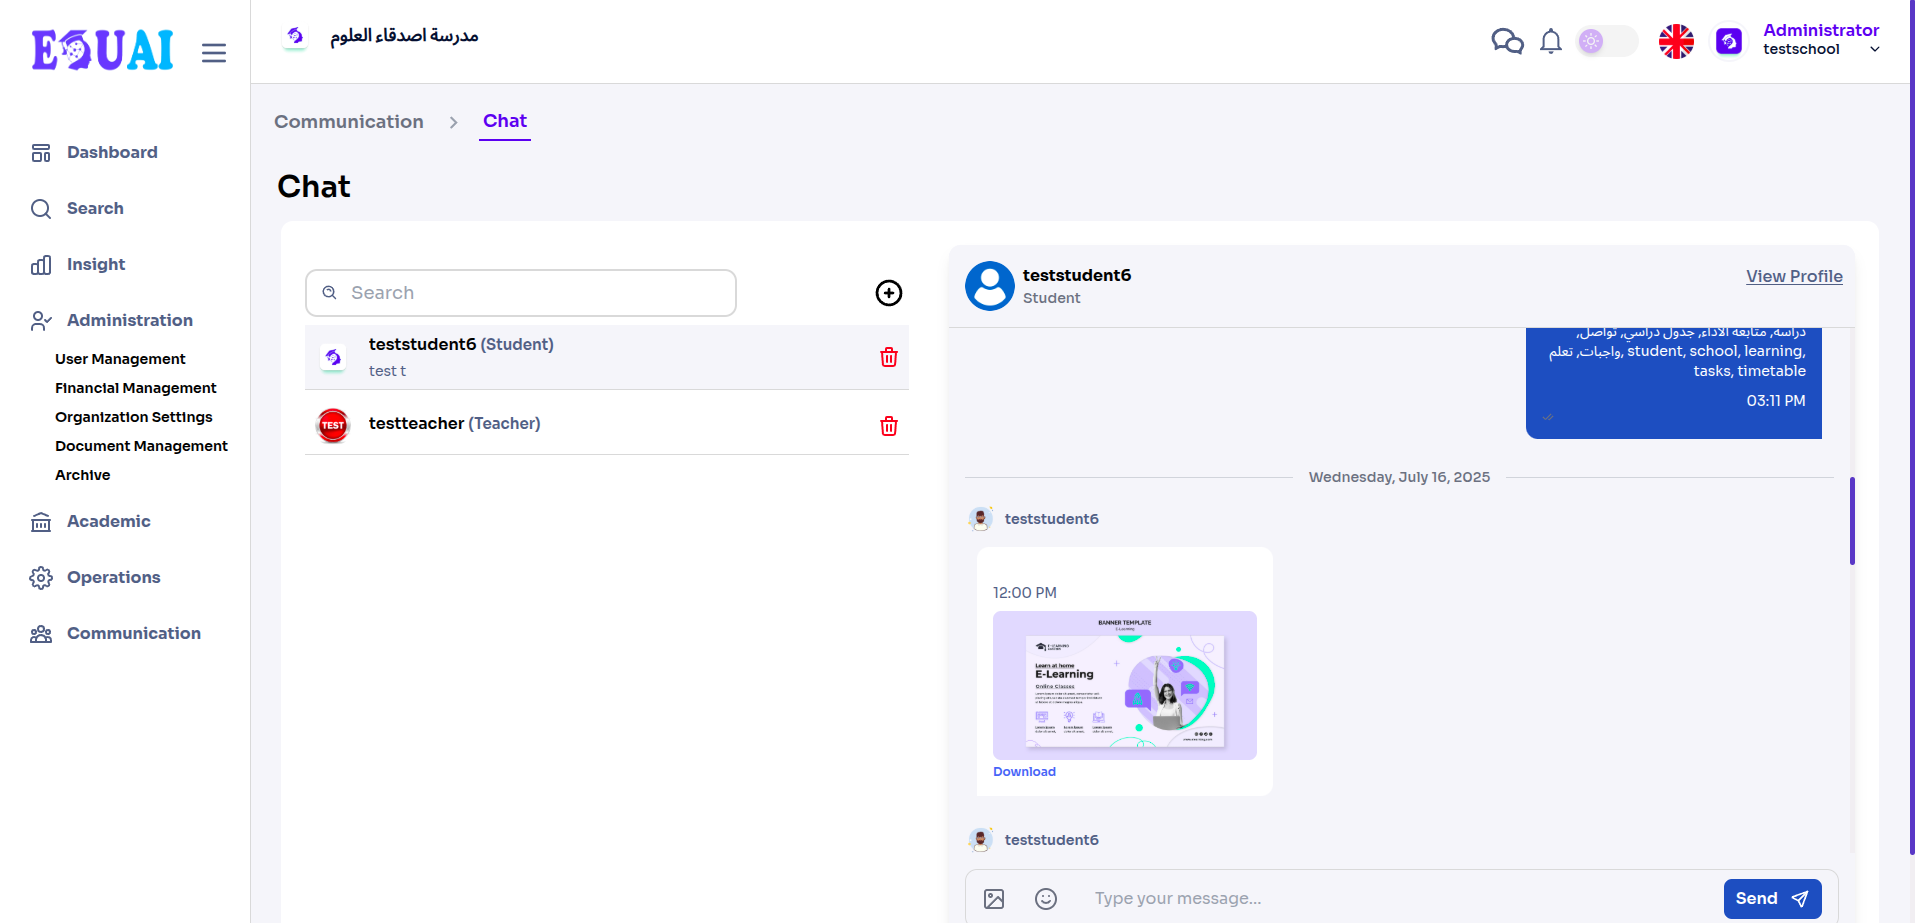 EDUAI
مدرسة اصدقاء العلوم
Administrator
testschool
Dashboard
Search
Insight
Administration
User Management
Financial Management
Organization Settings
Document Management
Archive
Academic
Operations
Communication
Communication
Chat
Chat
Search
teststudent6 (Student)
test t
TEST
testteacher (Teacher)
teststudent6
Student
View Profile
دراسة, متابعة الأداء, جدول دراسي, تواصل,
واجبات, تعلم, student, school, learning,
tasks, timetable
03:11 PM
Wednesday, July 16, 2025
teststudent6
12:00 PM
BANNER TEMPLATE
E-Learning
Learn at home
E-Learning
Online Classes
Download
teststudent6
Type your message...
Send